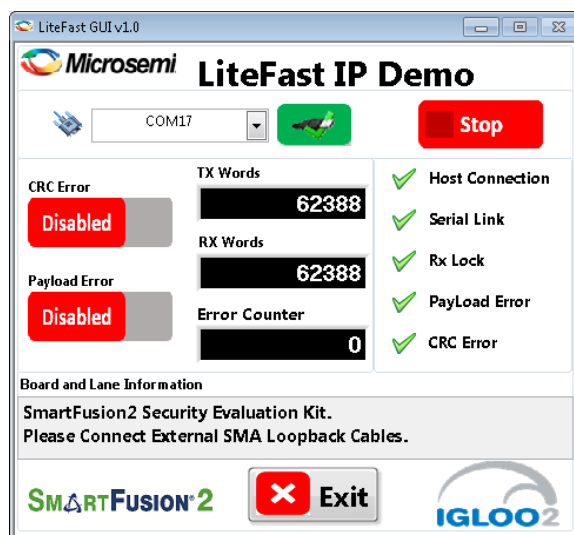 LiteFast GUI v1.0
Microsemi
LiteFast IP Demo
COM17
Stop
CRC Error
Disabled
Payload Error
Disabled
TX Words
62388
RX Words
62388
Error Counter
0
Host Connection
Serial Link
Rx Lock
PayLoad Error
CRC Error
Board and Lane Information
SmartFusion2 Security Evaluation Kit.
Please Connect External SMA Loopback Cables.
SMARTFUSION®2
Exit
IGLOO2